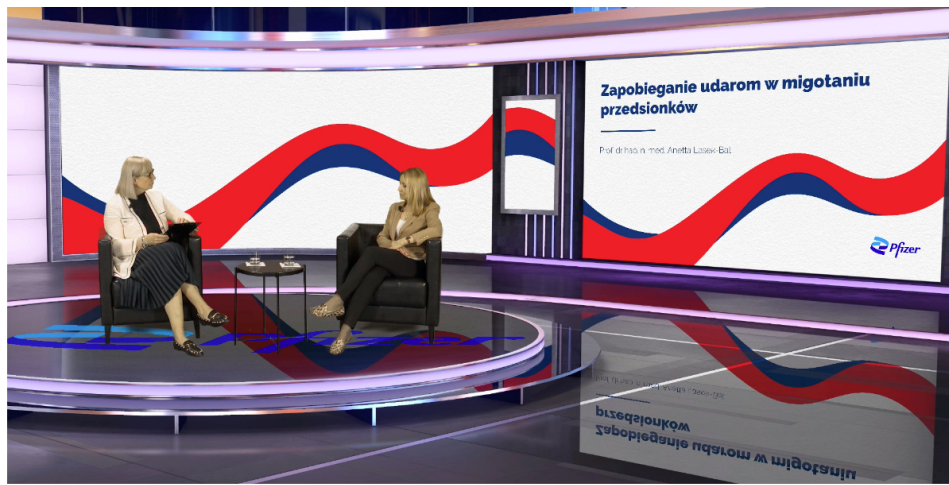 Zapobieganie udarom w migotaniu
przedsionków
Prof. dr hab. n. med. Anetta Lasek-Bal
Pfizer